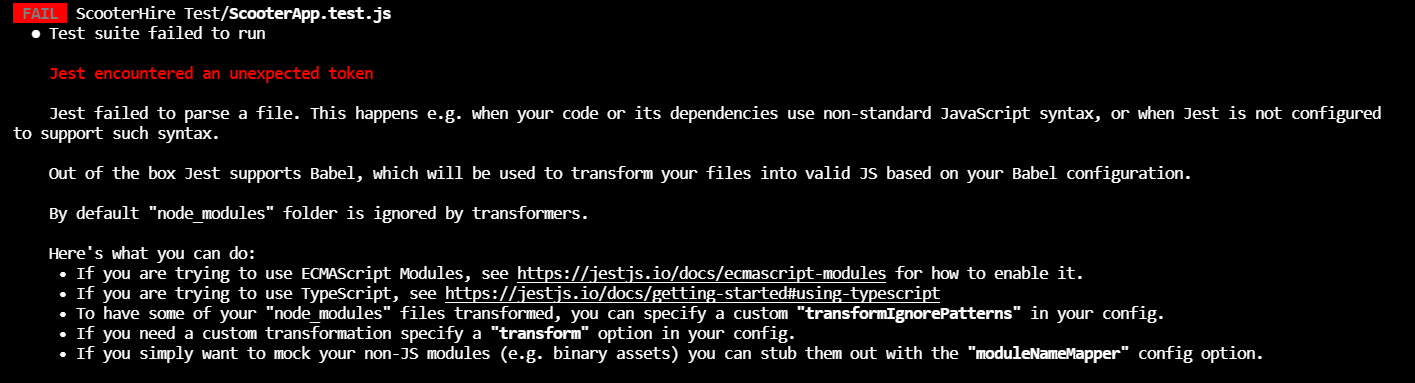 FAIL ScooterHire Test/ScooterApp.test.js
● Test suite failed to run
Jest encountered an unexpected token
Jest failed to parse a file. This happens e.g. when your code or its dependencies use non-standard JavaScript syntax, or when Jest is not configured
to support such syntax.
Out of the box Jest supports Babel, which will be used to transform your files into valid JS based on your Babel configuration.
By default "node_modules" folder is ignored by transformers.
Here's what you can do:
• If you are trying to use ECMAScript Modules, see https://jestjs.io/docs/ecmascript-modules for how to enable it.
• If you are trying to use TypeScript, see https://jestjs.io/docs/getting-started#using-typescript
• To have some of your "node_modules" files transformed, you can specify a custom "transformIgnorePatterns" in your config.
• If you need a custom transformation specify a "transform" option in your config.
• If you simply want to mock your non-JS modules (e.g. binary assets) you can stub them out with the "moduleNameMapper" config option.